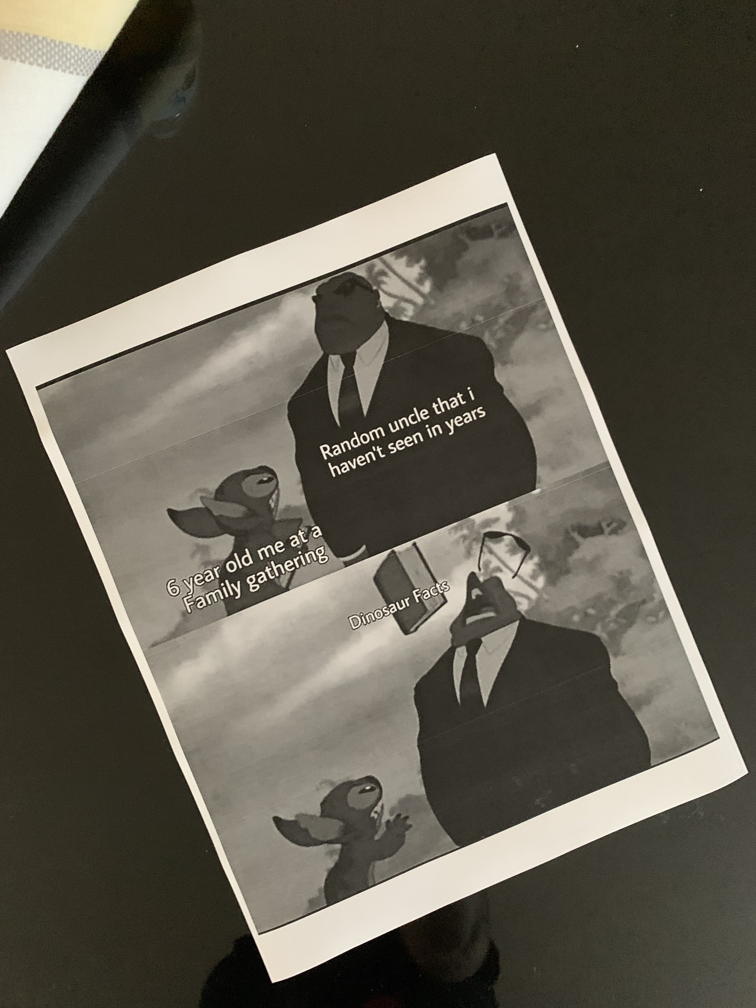 Random uncle that i
haven't seen in years
6 year old me at a
Family gathering
Dinosaur Facts